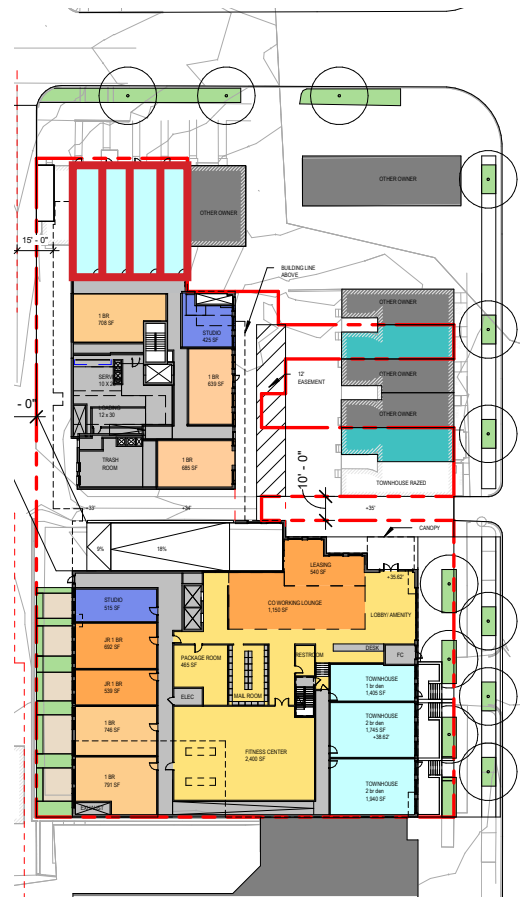 OTHER OWNER
OTHER OWNER
15' - 0"
BUILDING LINE
ABOVE
1 BR
708 SF
STUDIO
425 SF
OTHER OWNER
OTHER OWNER
OTHER OWNER
1 BR
639 SF
12'
EASEMENT
- 0"
LOADING
12 x 30
TRASH
ROOM
1 BR
685 SF
TOWNHOUSE RAZED
10' - 0"
+35'
CANOPY
9%
18%
LEASING
540 SF
+35.62'
STUDIO
515 SF
CO WORKING LOUNGE
1,150 SF
LOBBY/ AMENITY
JR 1 BR
692 SF
PACKAGE ROOM
465 SF
RESTROOM
DESK
FC
JR 1 BR
539 SF
ELEC
MAIL ROOM
TOWNHOUSE
1 br den
1,405 SF
1 BR
746 SF
TOWNHOUSE
2 br den
1,745 SF
+38.62'
FITNESS CENTER
2,400 SF
1 BR
791 SF
TOWNHOUSE
2 br den
1,940 SF